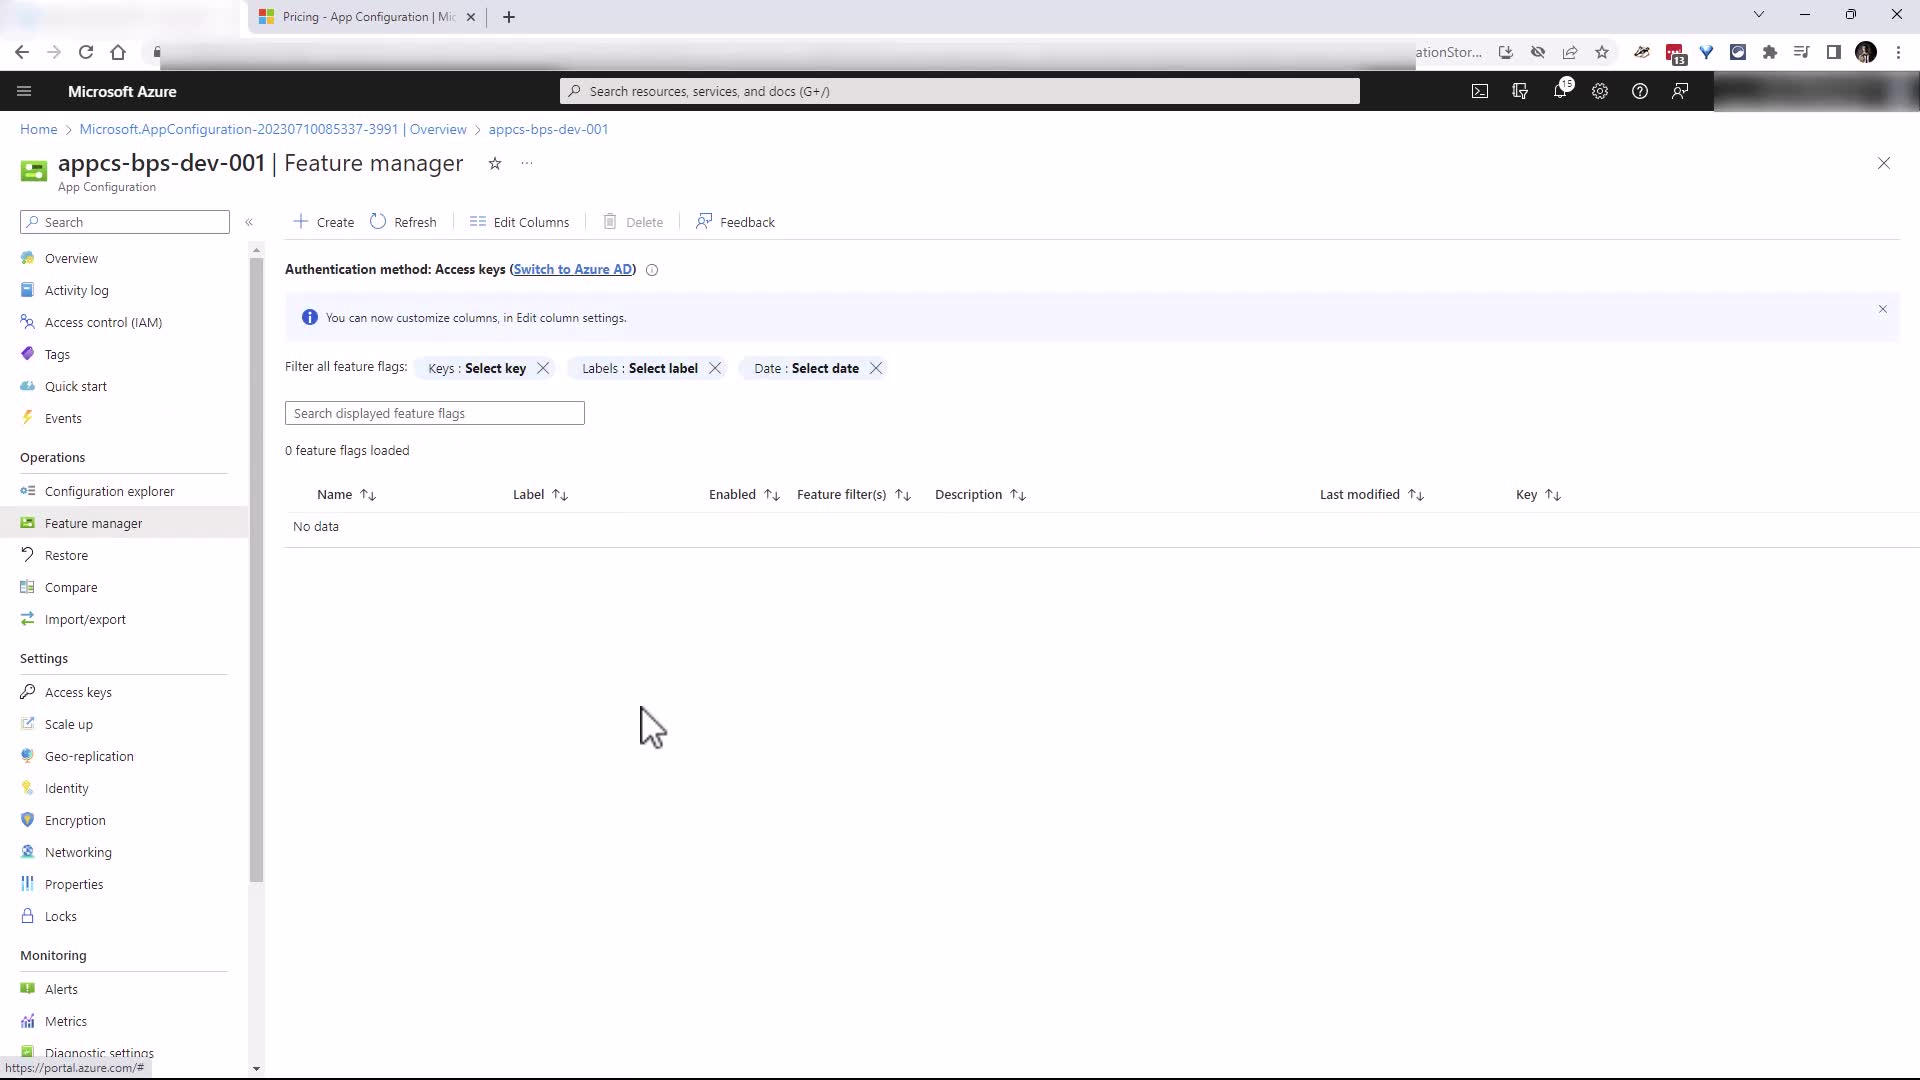 Pricing - App Configuration | Mic
ationStor...
13
Microsoft Azure
Search resources, services, and docs (G+/)
15
Home > Microsoft.AppConfiguration-20230710085337-3991 | Overview > appcs-bps-dev-001
appcs-bps-dev-001 | Feature manager
App Configuration
Search
Create
Refresh
Edit Columns
Delete
Feedback
Authentication method: Access keys (Switch to Azure AD)
You can now customize columns, in Edit column settings.
Filter all feature flags:
Keys : Select key
Labels : Select label
Date : Select date
Search displayed feature flags
0 feature flags loaded
Name
Label
Enabled
Feature filter(s)
Description
Last modified
Key
No data
Overview
Activity log
Access control (IAM)
Tags
Quick start
Events
Operations
Configuration explorer
Feature manager
Restore
Compare
Import/export
Settings
Access keys
Scale up
Geo-replication
Identity
Encryption
Networking
Properties
Locks
Monitoring
Alerts
Metrics
Diagnostic settings
https://portal.azure.com/#